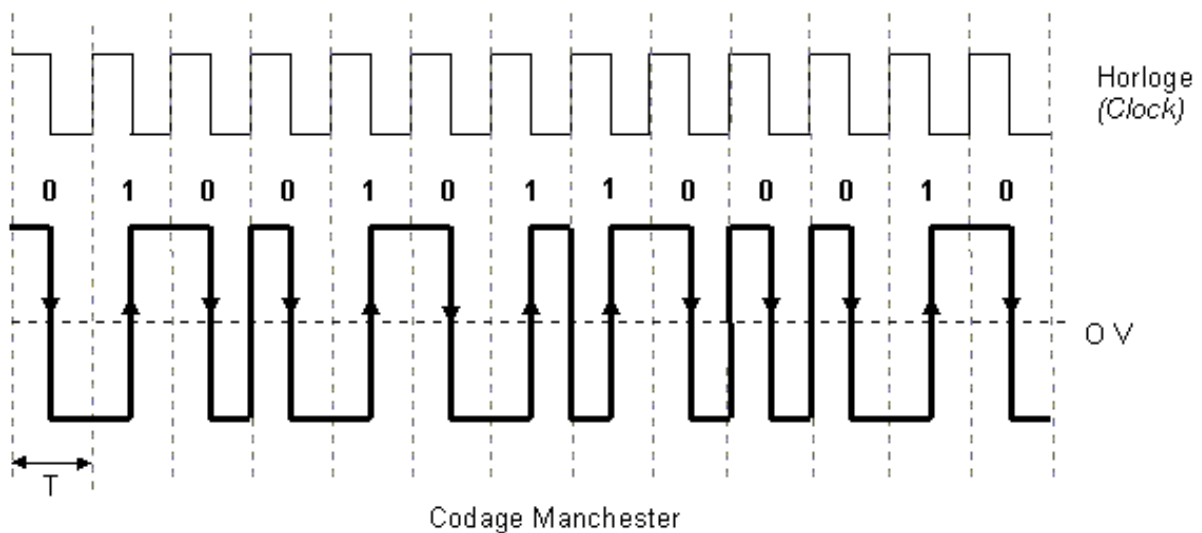 Horloge
(Clock)
0 1 0 0 1 0 1 1 0 0 0 1 0
0 V
T
Codage Manchester